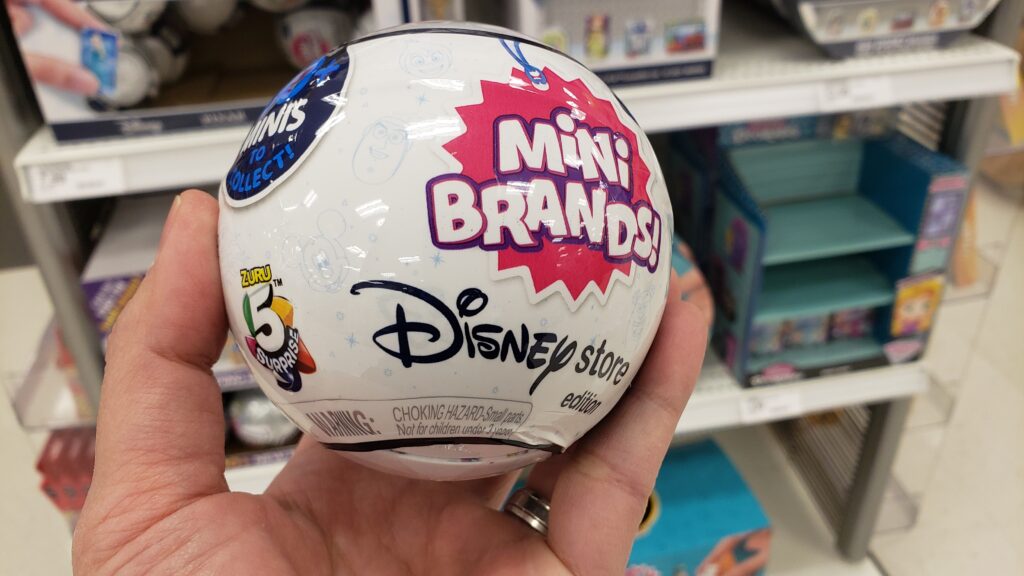 MINIS
TO
COLLECT!
MINI
BRANDS!
ZURU™
5
SURPRISE
Disney store
edition
WARNING: CHOKING HAZARD-Small parts
Not for children under 3 years